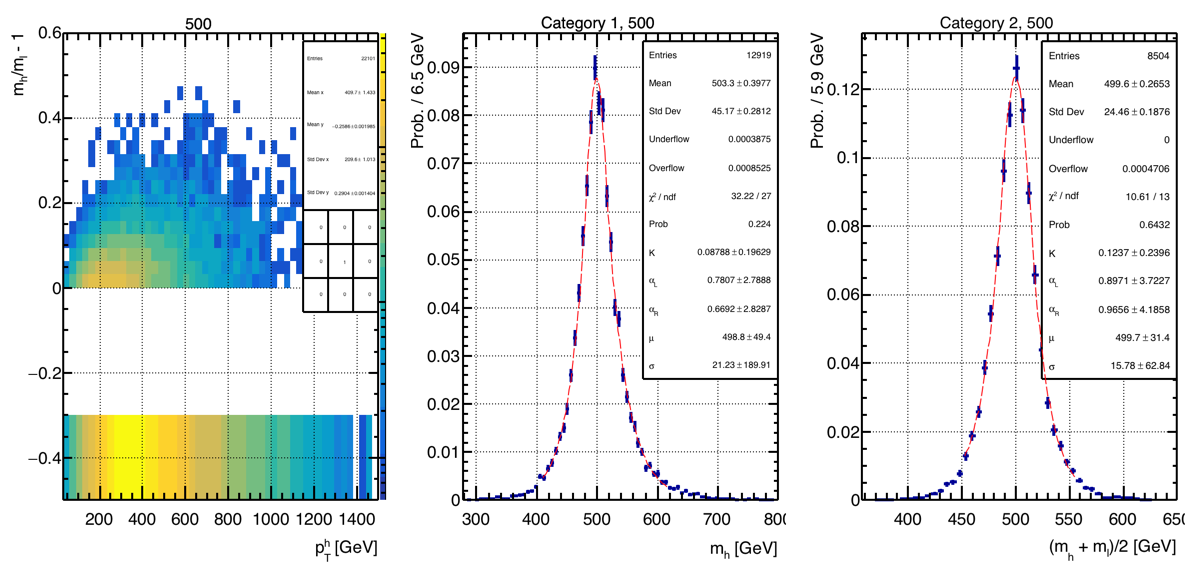 500
m_h/m_l - 1
0.6
0.4
0.2
0
−0.2
−0.4
200 400 600 800 1000 1200 1400
p_T^h [GeV]
Entries 22101
Mean x 409.7 ± 1.433
Mean y −0.2586 ± 0.001985
Std Dev x 209.6 ± 1.013
Std Dev y 0.2904 ± 0.001404
0 0 0
0 1 0
0 0 0
Category 1, 500
Prob. / 6.5 GeV
0.09
0.08
0.07
0.06
0.05
0.04
0.03
0.02
0.01
0
300 400 500 600 700 800
m_h [GeV]
Entries 12919
Mean 503.3 ± 0.3977
Std Dev 45.17 ± 0.2812
Underflow 0.0003875
Overflow 0.0008525
χ² / ndf 32.22 / 27
Prob 0.224
K 0.08788 ± 0.19629
α_L 0.7807 ± 2.7888
α_R 0.6692 ± 2.8287
μ 498.8 ± 49.4
σ 21.23 ± 189.91
Category 2, 500
Prob. / 5.9 GeV
0.12
0.1
0.08
0.06
0.04
0.02
0
400 450 500 550 600 650
(m_h + m_l)/2 [GeV]
Entries 8504
Mean 499.6 ± 0.2653
Std Dev 24.46 ± 0.1876
Underflow 0
Overflow 0.0004706
χ² / ndf 10.61 / 13
Prob 0.6432
K 0.1237 ± 0.2396
α_L 0.8971 ± 3.7227
α_R 0.9656 ± 4.1858
μ 499.7 ± 31.4
σ 15.78 ± 62.84